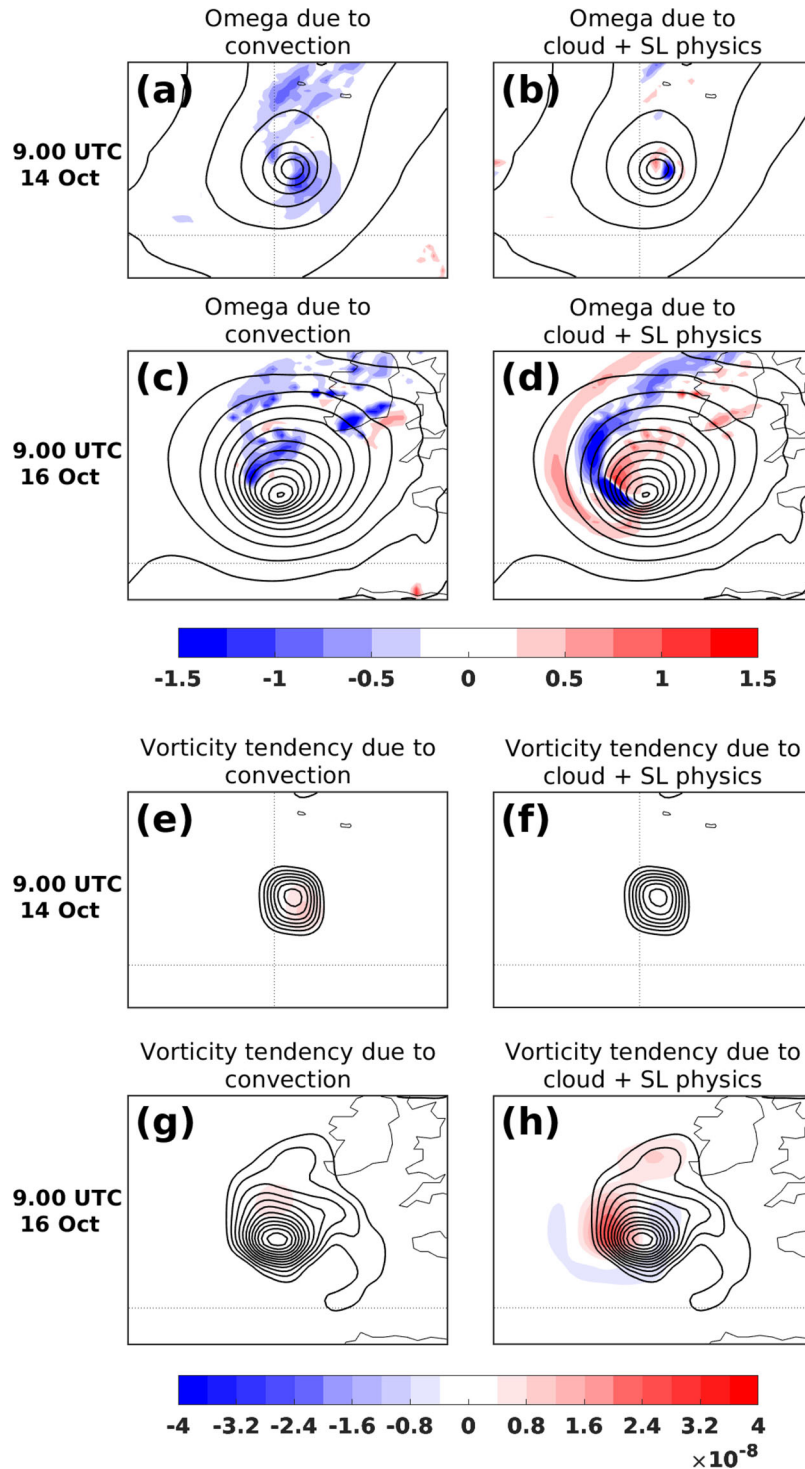 Omega due to
convection
Omega due to
cloud + SL physics
(a)
(b)
9.00 UTC
14 Oct
Omega due to
convection
Omega due to
cloud + SL physics
(c)
(d)
9.00 UTC
16 Oct
-1.5 -1 -0.5 0 0.5 1 1.5
Vorticity tendency due to
convection
Vorticity tendency due to
cloud + SL physics
(e)
(f)
9.00 UTC
14 Oct
Vorticity tendency due to
convection
Vorticity tendency due to
cloud + SL physics
(g)
(h)
9.00 UTC
16 Oct
-4 -3.2 -2.4 -1.6 -0.8 0 0.8 1.6 2.4 3.2 4
×10⁻⁸